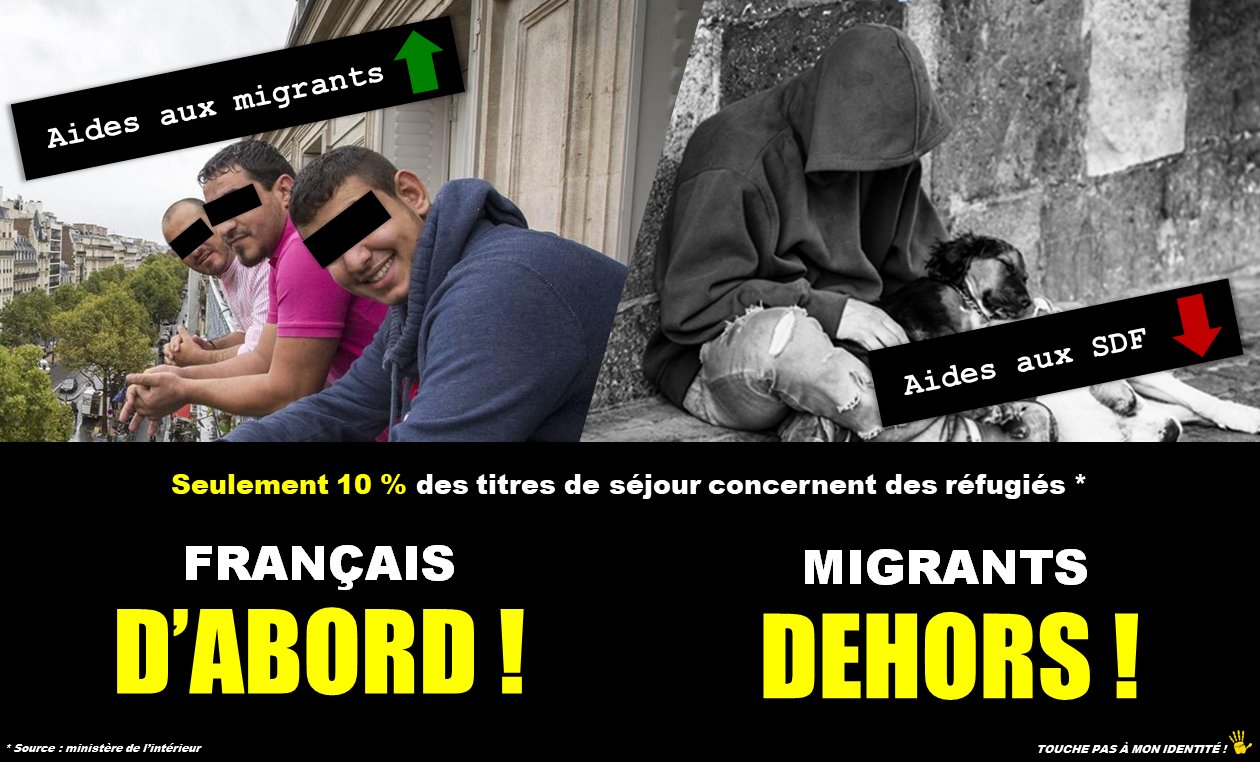 Aides aux migrants
Aides aux SDF
Seulement 10 % des titres de séjour concernent des réfugiés *
FRANÇAIS
D’ABORD !
MIGRANTS
DEHORS !
* Source : ministère de l’intérieur
TOUCHE PAS À MON IDENTITÉ !